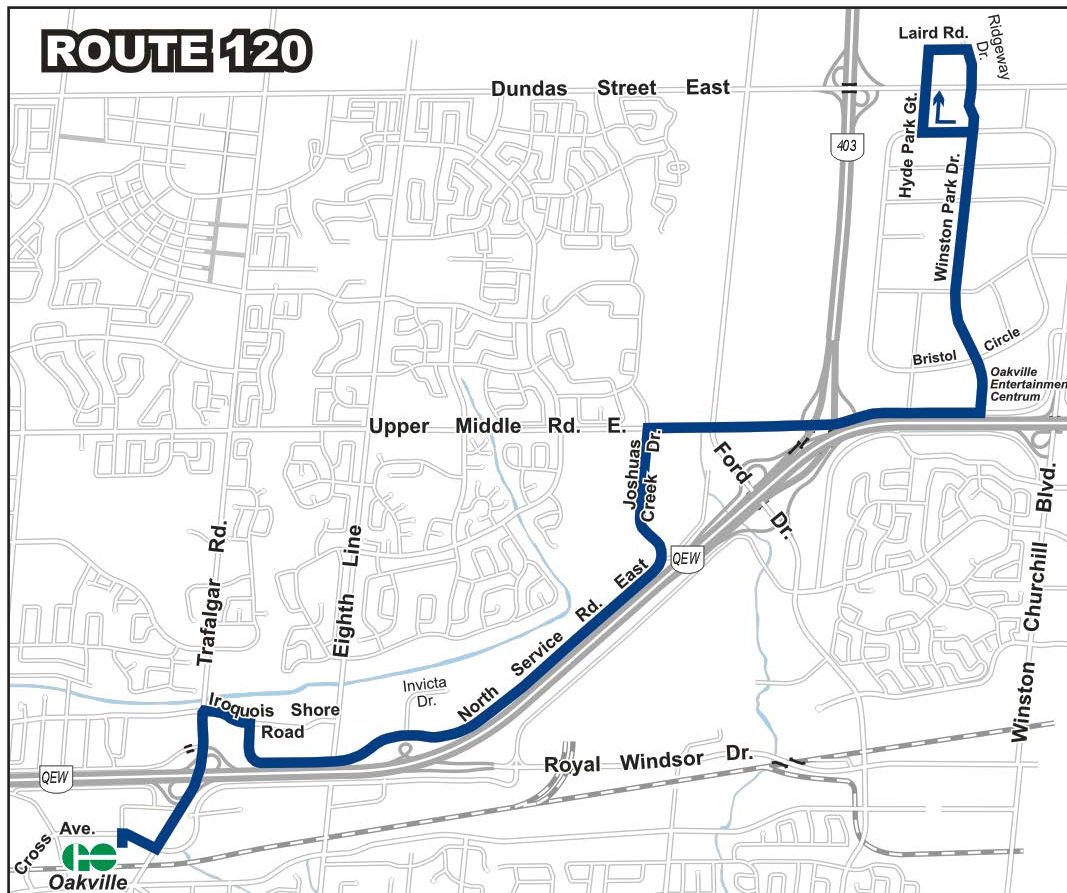 ROUTE 120
Laird Rd.
Ridgeway
Dr.
Dundas Street East
403
Hyde Park Gt.
Winston Park Dr.
Bristol Circle
Oakville
Entertainmen
Centrum
Upper Middle Rd. E.
Joshuas
Creek Dr.
Ford Dr.
QEW
Trafalgar Rd.
Eighth Line
North Service Rd. East
Winston Churchill Blvd.
Invicta
Dr.
Iroquois Shore
Road
Royal Windsor Dr.
QEW
Cross Ave.
GO
Oakville